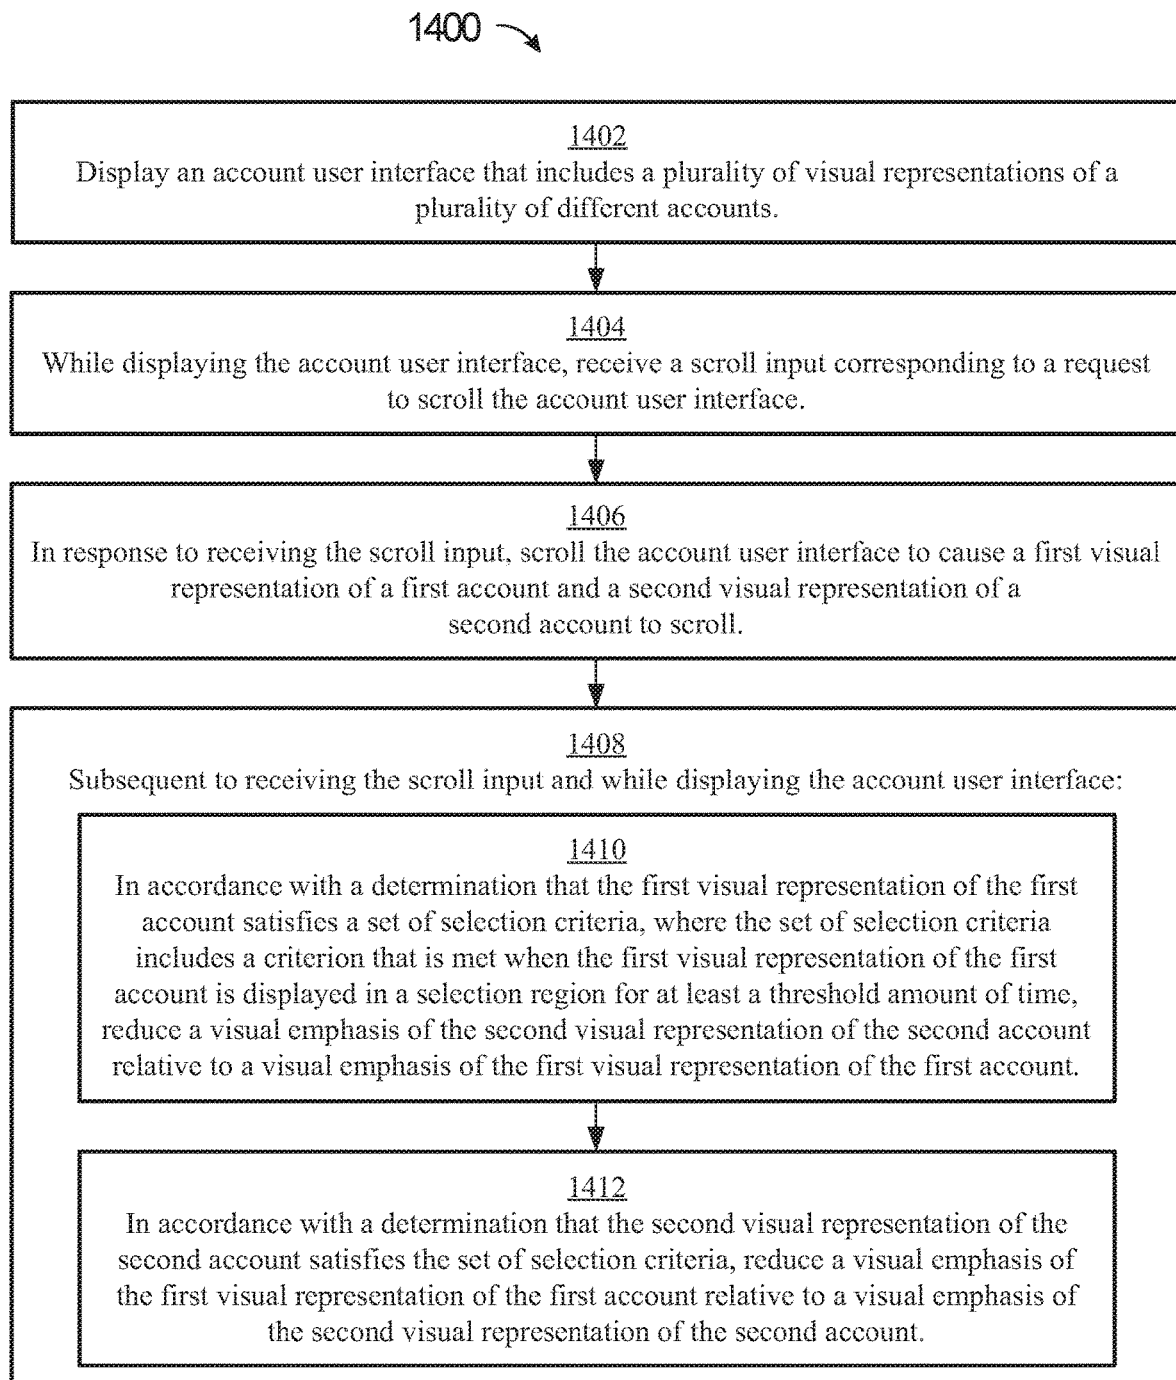 1400
1402
Display an account user interface that includes a plurality of visual representations of a
plurality of different accounts.
1404
While displaying the account user interface, receive a scroll input corresponding to a request
to scroll the account user interface.
1406
In response to receiving the scroll input, scroll the account user interface to cause a first visual
representation of a first account and a second visual representation of a
second account to scroll.
1408
Subsequent to receiving the scroll input and while displaying the account user interface:
1410
In accordance with a determination that the first visual representation of the first
account satisfies a set of selection criteria, where the set of selection criteria
includes a criterion that is met when the first visual representation of the first
account is displayed in a selection region for at least a threshold amount of time,
reduce a visual emphasis of the second visual representation of the second account
relative to a visual emphasis of the first visual representation of the first account.
1412
In accordance with a determination that the second visual representation of the
second account satisfies the set of selection criteria, reduce a visual emphasis of
the first visual representation of the first account relative to a visual emphasis of
the second visual representation of the second account.